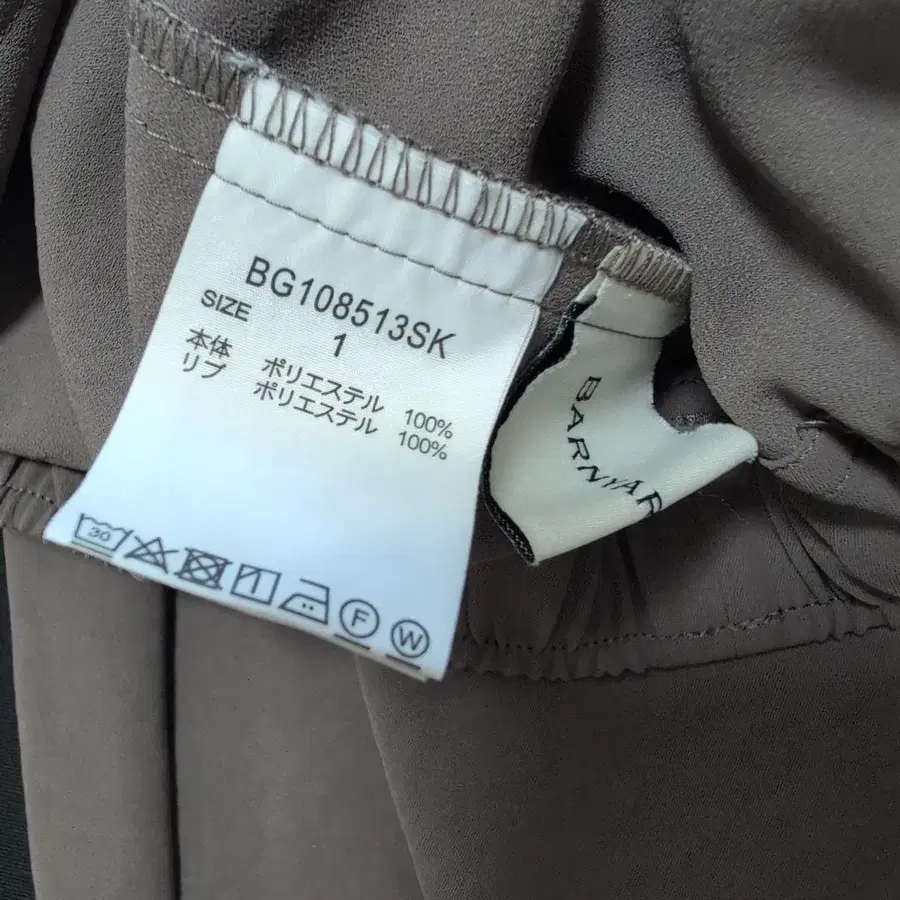 BG108513SK
SIZE 1
本体 ポリエステル 100%
リブ ポリエステル 100%
30
F W
BARNYAR